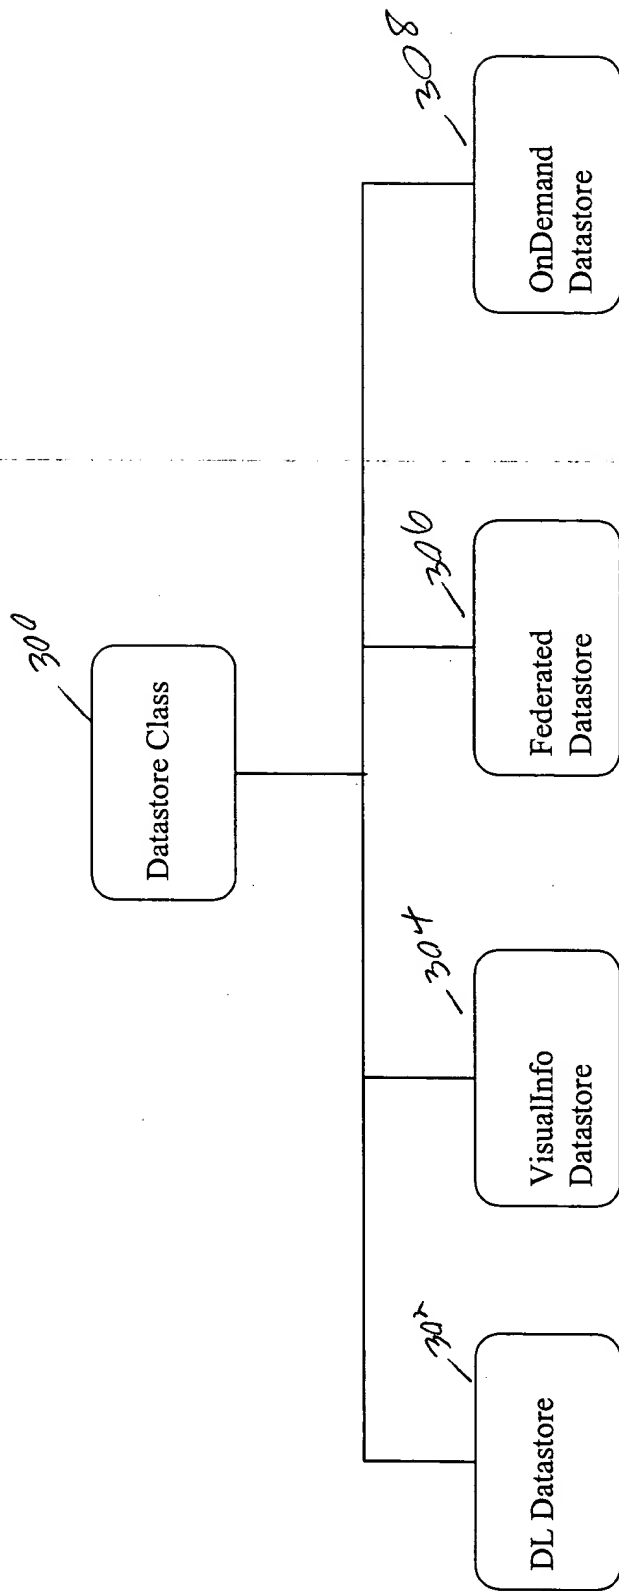 300
Datastore Class
302
304
306
308
DL Datastore
VisualInfo
Datastore
Federated
Datastore
OnDemand
Datastore